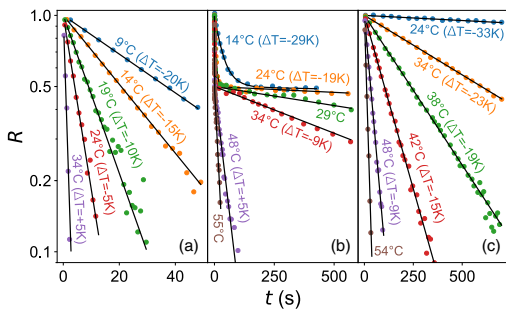 1.0
0.5
0.2
0.1
R
9°C (ΔT=-20K)
14°C (ΔT=-15K)
19°C (ΔT=-10K)
24°C (ΔT=-5K)
34°C (ΔT=+5K)
(a)
0 20 40
14°C (ΔT=-29K)
24°C (ΔT=-19K)
29°C
34°C (ΔT=-9K)
48°C (ΔT=+5K)
55°C
(b)
0 250 500
24°C (ΔT=-33K)
34°C (ΔT=-23K)
38°C (ΔT=-19K)
42°C (ΔT=-15K)
48°C (ΔT=-9K)
54°C
(c)
0 250 500
t (s)